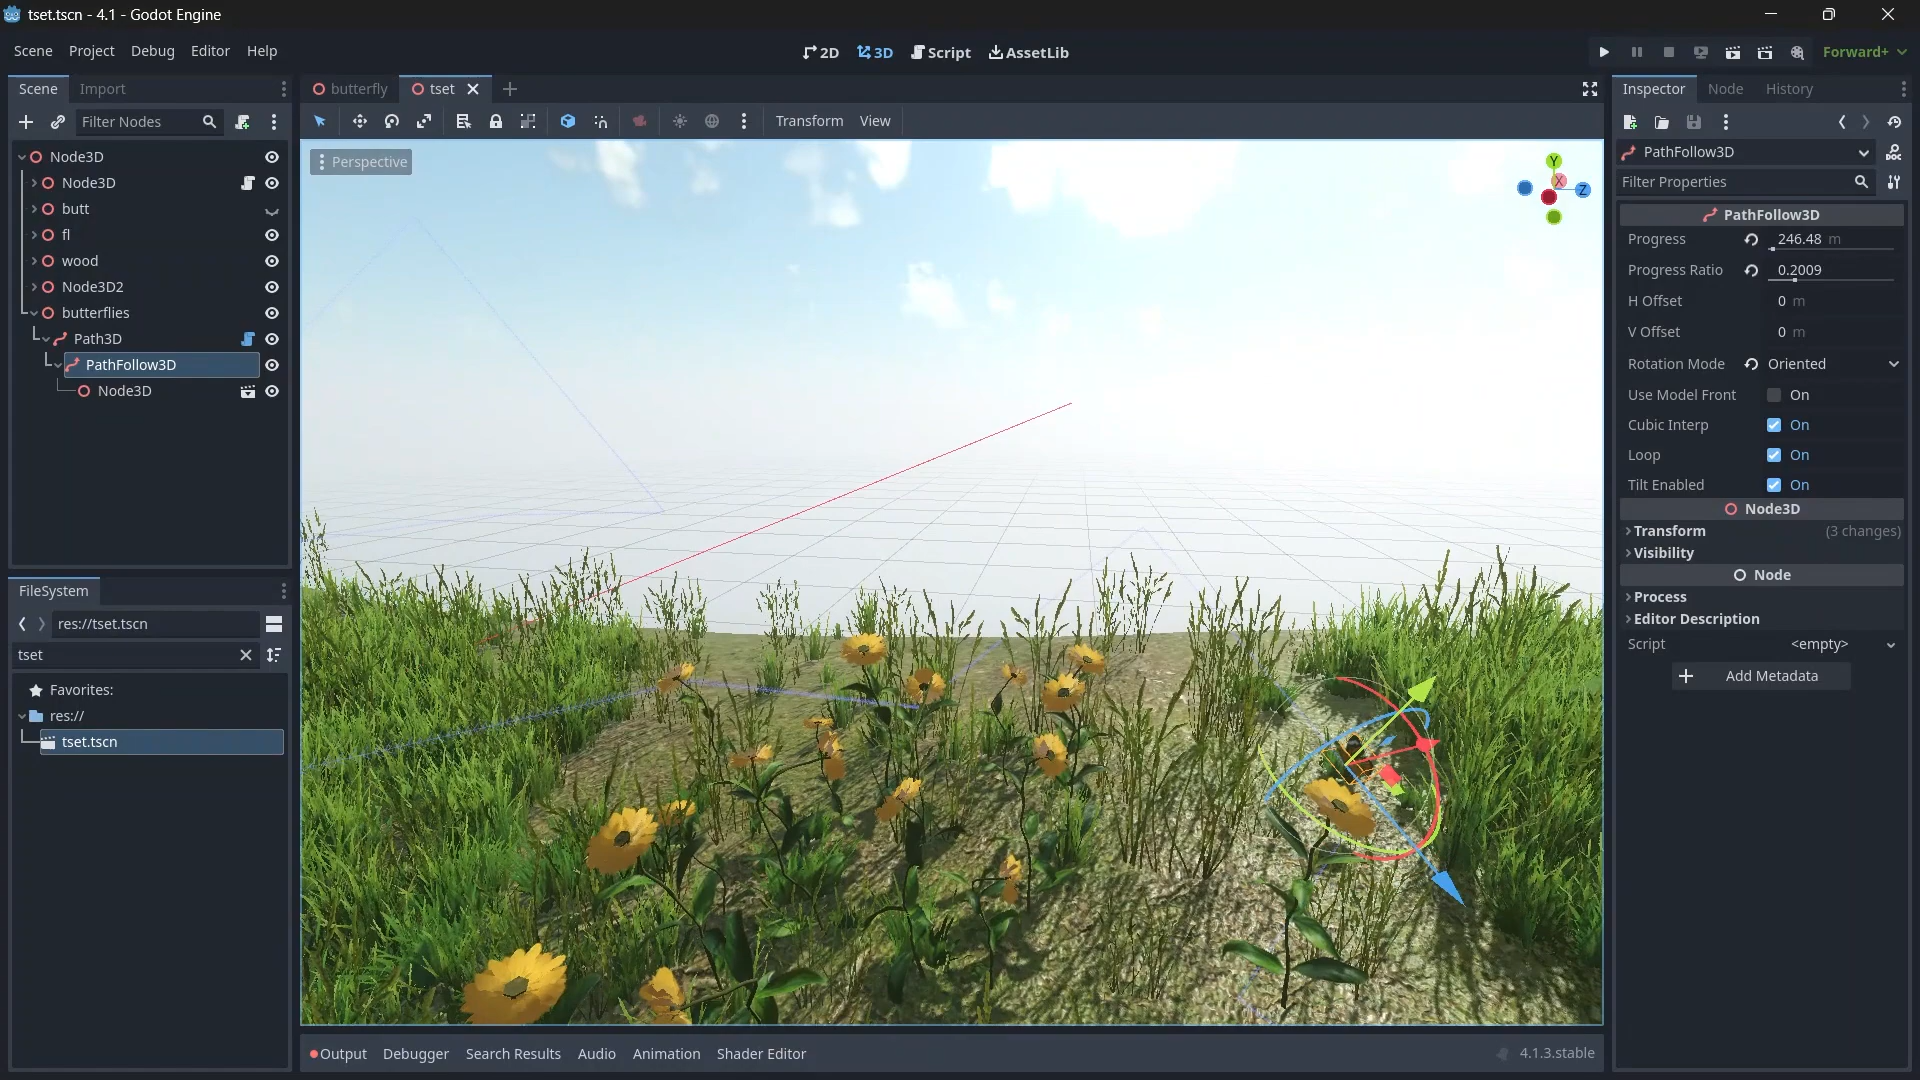 tset.tscn - 4.1 - Godot Engine
Scene Project Debug Editor Help
2D 3D Script AssetLib
Forward+
Scene Import
butterfly tset
Inspector Node History
Filter Nodes
Transform View
Perspective
Node3D
Node3D
butt
fl
wood
Node3D2
butterflies
Path3D
PathFollow3D
Node3D
FileSystem
res://tset.tscn
tset
Favorites:
res://
tset.tscn
Y
X
Z
PathFollow3D
Filter Properties
PathFollow3D
Progress 246.48 m
Progress Ratio 0.2009
H Offset 0 m
V Offset 0 m
Rotation Mode Oriented
Use Model Front On
Cubic Interp On
Loop On
Tilt Enabled On
Node3D
Transform (3 changes)
Visibility
Node
Process
Editor Description
Script <empty>
Add Metadata
Output Debugger Search Results Audio Animation Shader Editor
4.1.3.stable